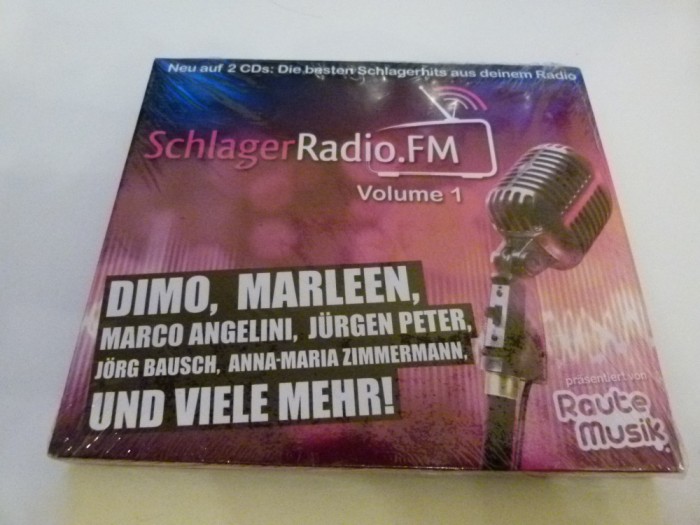 Neu auf 2 CDs: Die besten Schlagerhits aus deinem Radio
SchlagerRadio.FM
Volume 1
DIMO, MARLEEN,
MARCO ANGELINI, JÜRGEN PETER,
JÖRG BAUSCH, ANNA-MARIA ZIMMERMANN,
UND VIELE MEHR!
präsentiert von
Raute
Musik